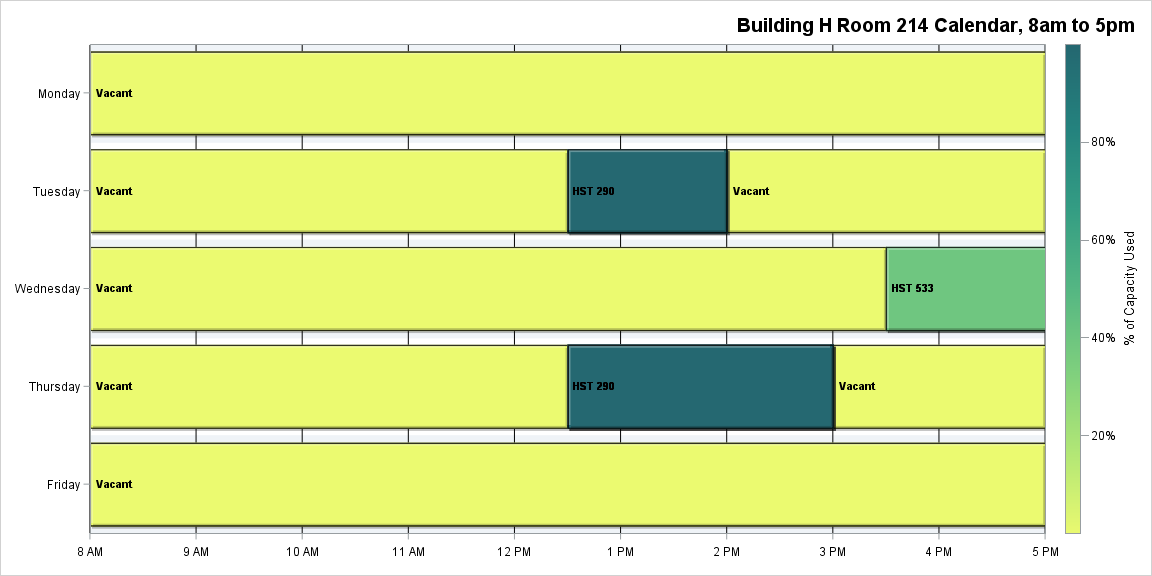 Building H Room 214 Calendar, 8am to 5pm
Monday
Vacant
Tuesday
Vacant
HST 290
Vacant
Wednesday
Vacant
HST 533
Thursday
Vacant
HST 290
Vacant
Friday
Vacant
8 AM
9 AM
10 AM
11 AM
12 PM
1 PM
2 PM
3 PM
4 PM
5 PM
80%
60%
40%
20%
% of Capacity Used